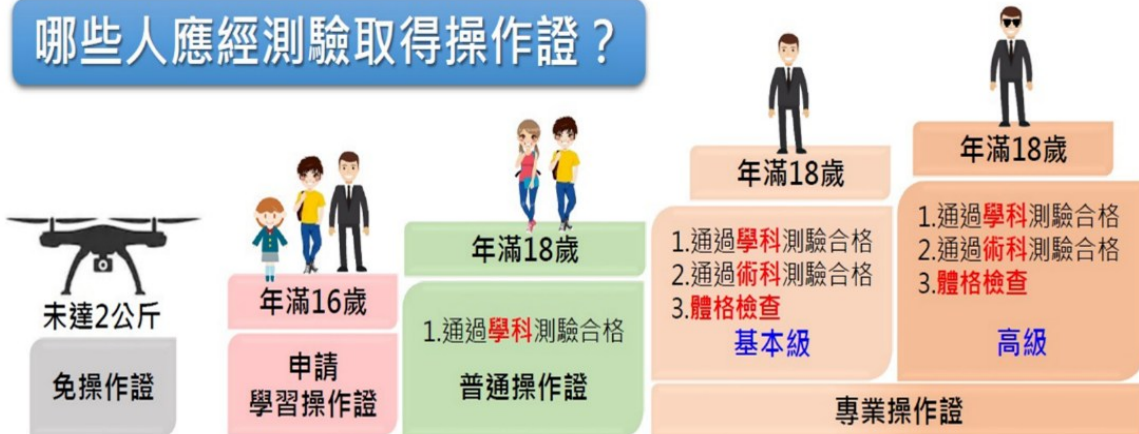 哪些人應經測驗取得操作證？
未達2公斤
免操作證
年滿16歲
申請
學習操作證
年滿18歲
1.通過學科測驗合格
普通操作證
年滿18歲
1.通過學科測驗合格
2.通過術科測驗合格
3.體格檢查
基本級
年滿18歲
1.通過學科測驗合格
2.通過術科測驗合格
3.體格檢查
高級
專業操作證